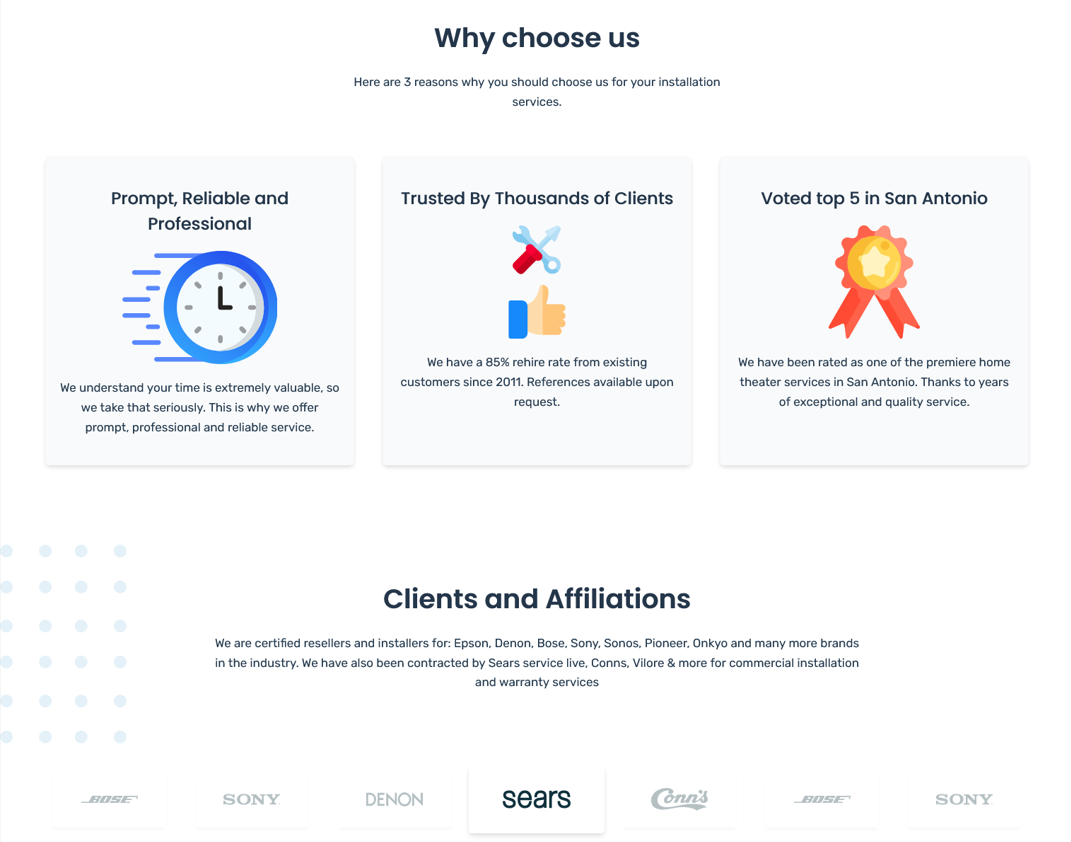 Why choose us
Here are 3 reasons why you should choose us for your installation
services.
Prompt, Reliable and
Professional
We understand your time is extremely valuable, so
we take that seriously. This is why we offer
prompt, professional and reliable service.
Trusted By Thousands of Clients
We have a 85% rehire rate from existing
customers since 2011. References available upon
request.
Voted top 5 in San Antonio
We have been rated as one of the premiere home
theater services in San Antonio. Thanks to years
of exceptional and quality service.
Clients and Affiliations
We are certified resellers and installers for: Epson, Denon, Bose, Sony, Sonos, Pioneer, Onkyo and many more brands
in the industry. We have also been contracted by Sears service live, Conns, Vilore & more for commercial installation
and warranty services
BOSE SONY DENON sears Conn's BOSE SONY